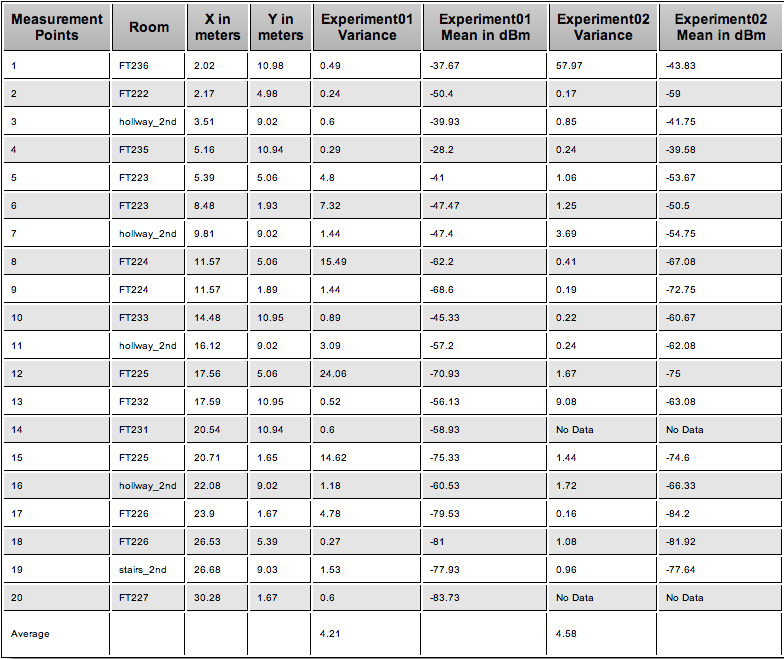 Measurement Points Room X in meters Y in meters Experiment01 Variance Experiment01 Mean in dBm Experiment02 Variance Experiment02 Mean in dBm
1 FT236 2.02 10.98 0.49 -37.67 57.97 -43.83
2 FT222 2.17 4.98 0.24 -50.4 0.17 -59
3 hollway_2nd 3.51 9.02 0.6 -39.93 0.85 -41.75
4 FT235 5.16 10.94 0.29 -28.2 0.24 -39.58
5 FT223 5.39 5.06 4.8 -41 1.06 -53.67
6 FT223 8.48 1.93 7.32 -47.47 1.25 -50.5
7 hollway_2nd 9.81 9.02 1.44 -47.4 3.69 -54.75
8 FT224 11.57 5.06 15.49 -62.2 0.41 -67.08
9 FT224 11.57 1.89 1.44 -68.6 0.19 -72.75
10 FT233 14.48 10.95 0.89 -45.33 0.22 -60.67
11 hollway_2nd 16.12 9.02 3.09 -57.2 0.24 -62.08
12 FT225 17.56 5.06 24.06 -70.93 1.67 -75
13 FT232 17.59 10.95 0.52 -56.13 9.08 -63.08
14 FT231 20.54 10.94 0.6 -58.93 No Data No Data
15 FT225 20.71 1.65 14.62 -75.33 1.44 -74.6
16 hollway_2nd 22.08 9.02 1.18 -60.53 1.72 -66.33
17 FT226 23.9 1.67 4.78 -79.53 0.16 -84.2
18 FT226 26.53 5.39 0.27 -81 1.08 -81.92
19 stairs_2nd 26.68 9.03 1.53 -77.93 0.96 -77.64
20 FT227 30.28 1.67 0.6 -83.73 No Data No Data
Average 4.21 4.58